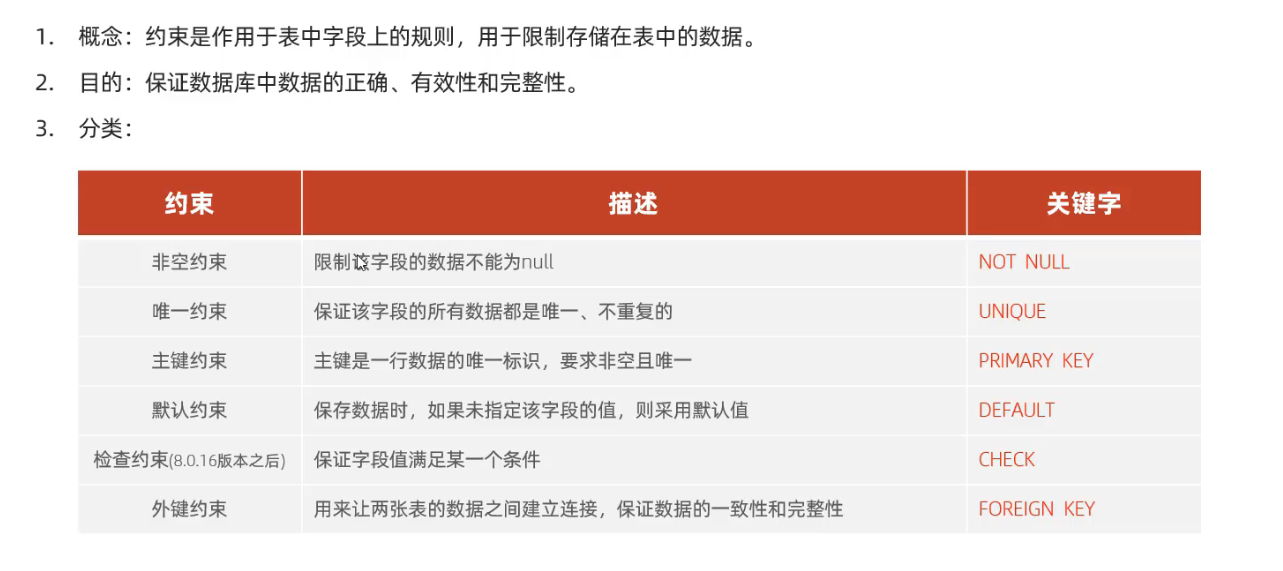 1. 概念：约束是作用于表中字段上的规则，用于限制存储在表中的数据。
2. 目的：保证数据库中数据的正确、有效性和完整性。
3. 分类：
约束 描述 关键字
非空约束 限制该字段的数据不能为null NOT NULL
唯一约束 保证该字段的所有数据都是唯一、不重复的 UNIQUE
主键约束 主键是一行数据的唯一标识，要求非空且唯一 PRIMARY KEY
默认约束 保存数据时，如果未指定该字段的值，则采用默认值 DEFAULT
检查约束(8.0.16版本之后) 保证字段值满足某一个条件 CHECK
外键约束 用来让两张表的数据之间建立连接，保证数据的一致性和完整性 FOREIGN KEY